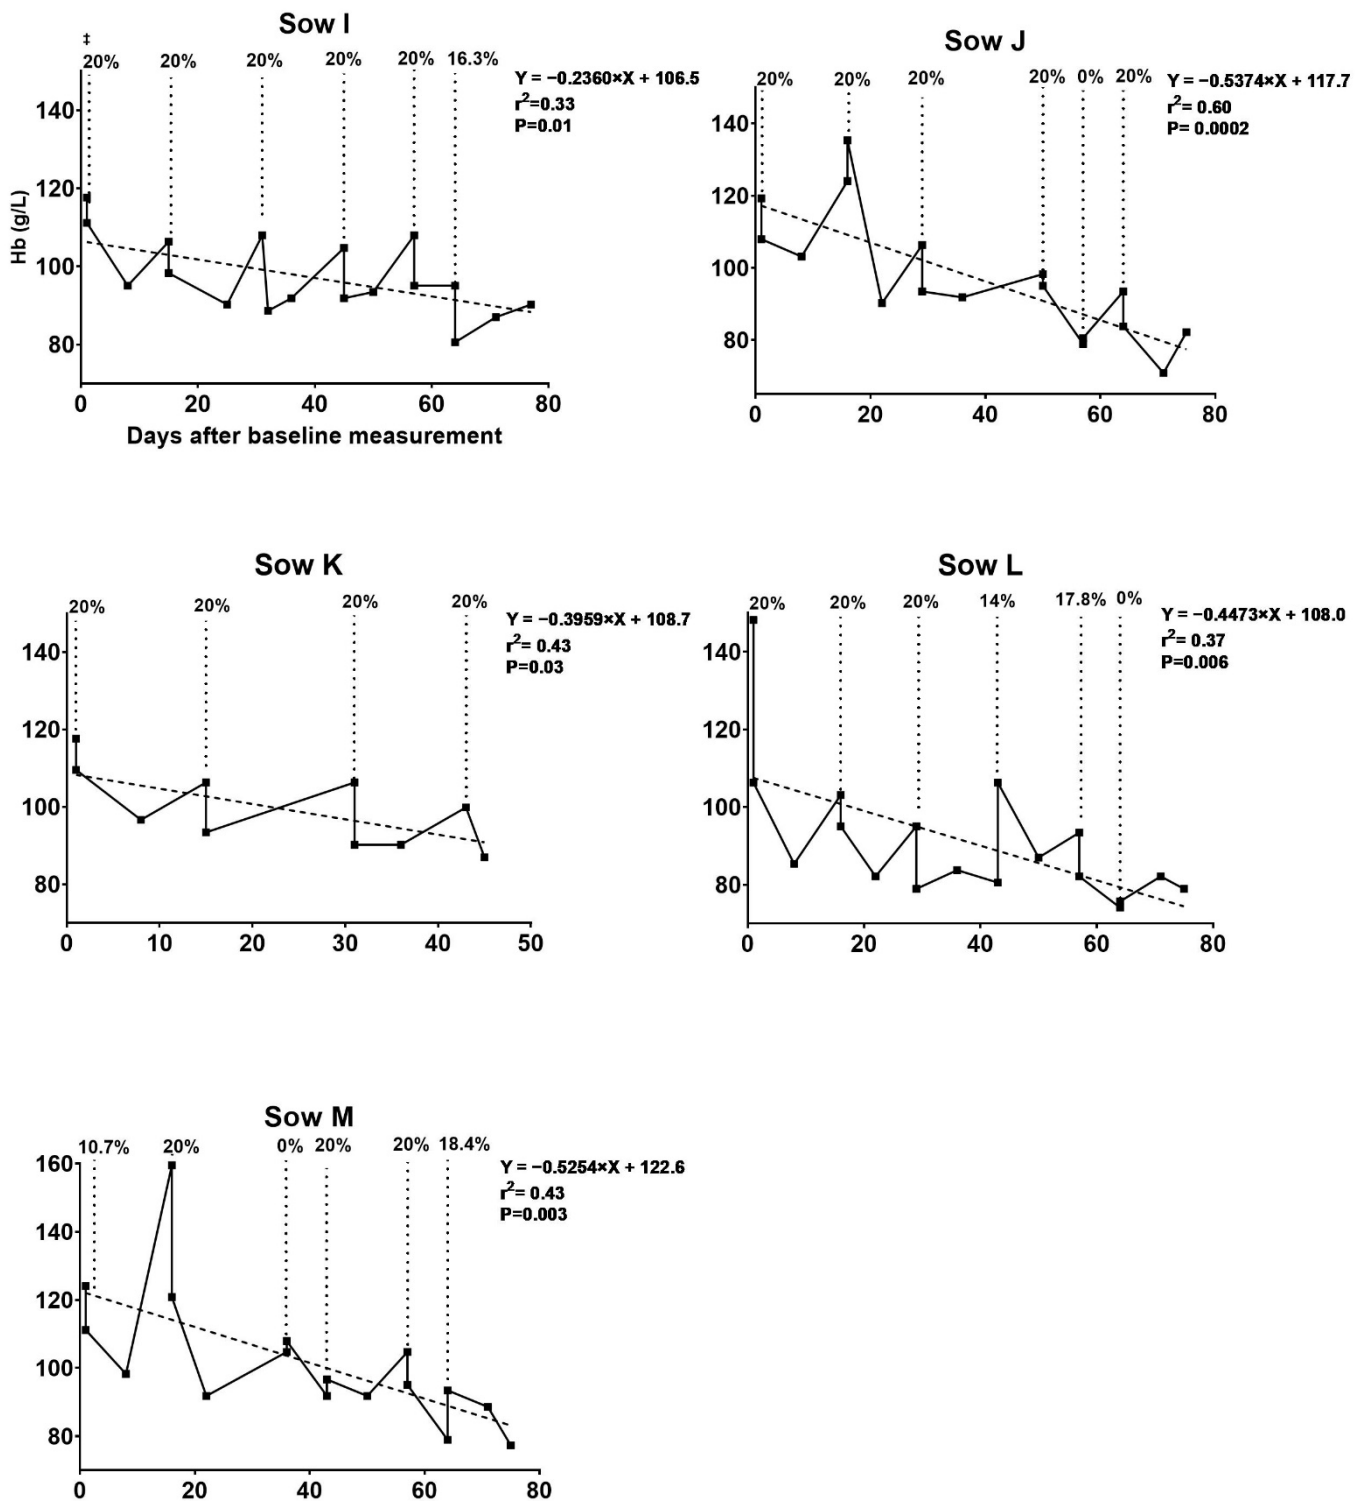 Sow I
‡
20% 20% 20% 20% 20% 16.3%
Y = −0.2360×X + 106.5
r²=0.33
P=0.01
140
120
100
80
Hb (g/L)
0 20 40 60 80
Days after baseline measurement
Sow J
20% 20% 20% 20% 0% 20%
Y = −0.5374×X + 117.7
r²= 0.60
P= 0.0002
140
120
100
80
0 20 40 60 80
Sow K
20% 20% 20% 20%
Y = −0.3959×X + 108.7
r²= 0.43
P=0.03
140
120
100
80
0 10 20 30 40 50
Sow L
20% 20% 20% 14% 17.8% 0%
Y = −0.4473×X + 108.0
r²= 0.37
P=0.006
140
120
100
80
0 20 40 60 80
Sow M
10.7% 20% 0% 20% 20% 18.4%
Y = −0.5254×X + 122.6
r²= 0.43
P=0.003
160
140
120
100
80
0 20 40 60 80